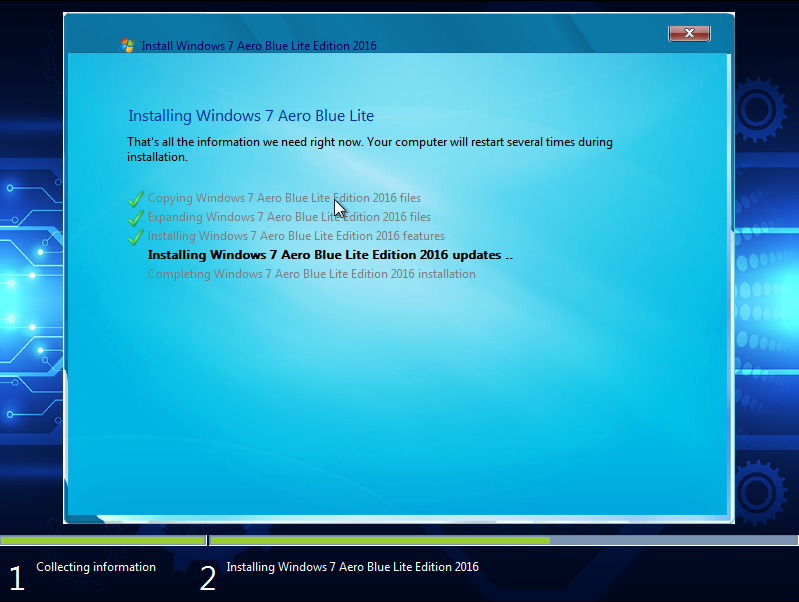 Install Windows 7 Aero Blue Lite Edition 2016
Installing Windows 7 Aero Blue Lite
That's all the information we need right now. Your computer will restart several times during
installation.
Copying Windows 7 Aero Blue Lite Edition 2016 files
Expanding Windows 7 Aero Blue Lite Edition 2016 files
Installing Windows 7 Aero Blue Lite Edition 2016 features
Installing Windows 7 Aero Blue Lite Edition 2016 updates ..
Completing Windows 7 Aero Blue Lite Edition 2016 installation
1 Collecting information
2 Installing Windows 7 Aero Blue Lite Edition 2016